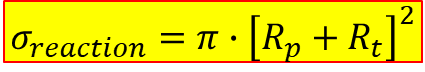 σ_reaction = π · [R_p + R_t]^2